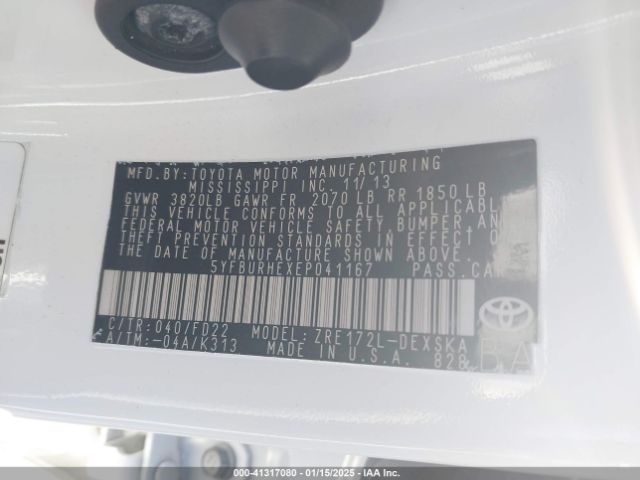 MFD.BY:TOYOTA MOTOR MANUFACTURING
MISSISSIPPI INC. 11/13
GVWR 3820LB GAWR FR 2070 LB RR 1850 LB
THIS VEHICLE CONFORMS TO ALL APPLICABL
FEDERAL MOTOR VEHICLE SAFETY, BUMPER, AN
THEFT PREVENTION STANDARDS IN EFFECT O
THE DATE OF MANUFACTURE SHOWN ABOVE.
5YFBURHEXEP041167 PASS.CAR
C/TR:040/FD22 MODEL:ZRE172L-DEXSKA
A/TM:-04A/K313 MADE IN U.S.A. 828
000-41317080 - 01/15/2025 - IAA Inc.